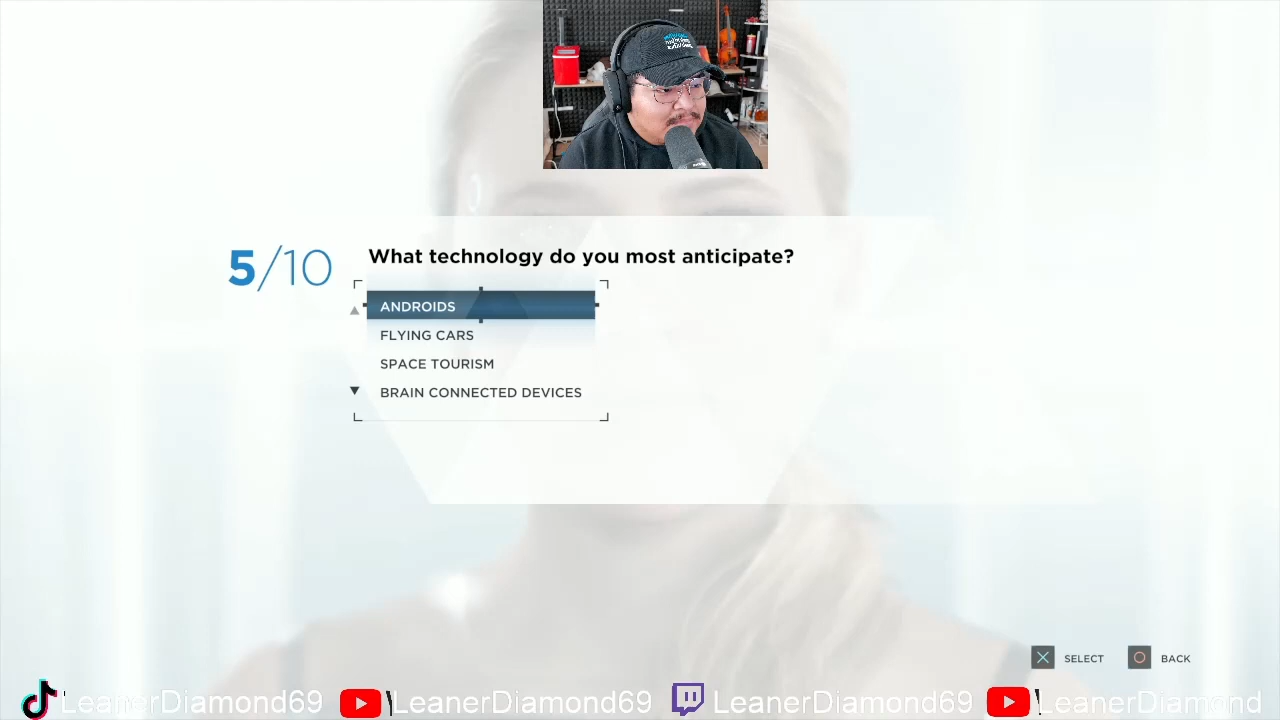 5/10
What technology do you most anticipate?
ANDROIDS
FLYING CARS
SPACE TOURISM
BRAIN CONNECTED DEVICES
SELECT
BACK
LeanerDiamond69 \LeanerDiamond69 LeanerDiamond69 \LeanerDiamond